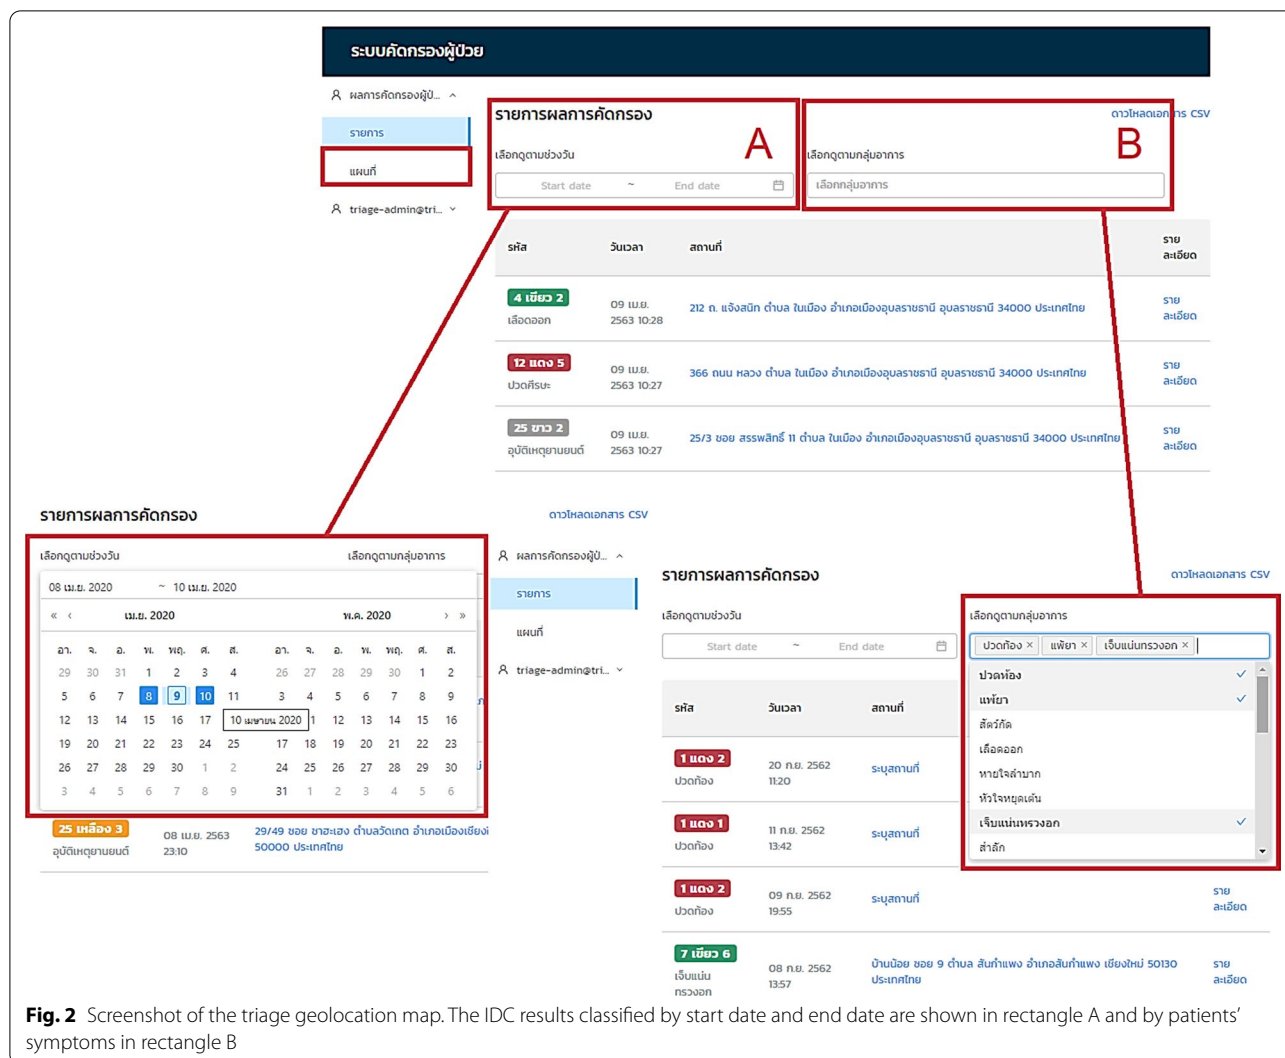 ระบบคัดกรองผู้ป่วย
ผลการคัดกรองผู้ป...
รายการ
แผนที่
triage-admin@tri...
รายการผลการคัดกรอง
ดาวโหลดเอกสาร CSV
A
B
เลือกดูตามช่วงวัน
เลือกดูตามกลุ่มอาการ
Start date ~ End date
เลือกกลุ่มอาการ
รหัส วันเวลา สถานที่ ราย
ละเอียด
4 เขียว 2
เลือดออก
09 เม.ย.
2563 10:28
212 ถ. แจ้งสนิท ตำบล ในเมือง อำเภอเมืองอุบลราชธานี อุบลราชธานี 34000 ประเทศไทย
ราย
ละเอียด
12 แดง 5
ปวดศีรษะ
09 เม.ย.
2563 10:27
366 ถนน หลวง ตำบล ในเมือง อำเภอเมืองอุบลราชธานี อุบลราชธานี 34000 ประเทศไทย
ราย
ละเอียด
25 ขาว 2
อุบัติเหตุยานยนต์
09 เม.ย.
2563 10:27
25/3 ซอย สรรพสิทธิ์ 11 ตำบล ในเมือง อำเภอเมืองอุบลราชธานี อุบลราชธานี 34000 ประเทศไทย
ราย
ละเอียด
รายการผลการคัดกรอง
ดาวโหลดเอกสาร CSV
เลือกดูตามช่วงวัน
เลือกดูตามกลุ่มอาการ
08 เม.ย. 2020 ~ 10 เม.ย. 2020
« ‹ เม.ย. 2020
พ.ค. 2020 › »
อา. จ. อ. พ. พฤ. ศ. ส.
29 30 31 1 2 3 4
5 6 7 8 9 10 11
12 13 14 15 16 17
19 20 21 22 23 24 25
26 27 28 29 30 1 2
3 4 5 6 7 8 9
10 เมษายน 2020
อา. จ. อ. พ. พฤ. ศ. ส.
26 27 28 29 30 1 2
3 4 5 6 7 8 9
1 12 13 14 15 16
17 18 19 20 21 22 23
24 25 26 27 28 29 30
31 1 2 3 4 5 6
25 เหลือง 3
อุบัติเหตุยานยนต์
08 เม.ย. 2563
23:10
29/49 ซอย ชาฮะเฮง ตำบลวัดเกต อำเภอเมืองเชียงใ
50000 ประเทศไทย
ผลการคัดกรองผู้ป...
รายการ
แผนที่
triage-admin@tri...
รายการผลการคัดกรอง
ดาวโหลดเอกสาร CSV
เลือกดูตามช่วงวัน
เลือกดูตามกลุ่มอาการ
Start date ~ End date
ปวดท้อง × แพ้ยา × เจ็บแน่นทรวงอก ×
ปวดท้อง
แพ้ยา
สัตว์กัด
เลือดออก
หายใจลำบาก
หัวใจหยุดเต้น
เจ็บแน่นทรวงอก
สำลัก
รหัส วันเวลา สถานที่
1 แดง 2
ปวดท้อง
20 ก.ย. 2562
11:20
ระบุสถานที่
1 แดง 1
ปวดท้อง
11 ก.ย. 2562
13:42
ระบุสถานที่
1 แดง 2
ปวดท้อง
09 ก.ย. 2562
19:55
ระบุสถานที่
ราย
ละเอียด
7 เขียว 6
เจ็บแน่น
ทรวงอก
08 ก.ย. 2562
13:57
บ้านน้อย ซอย 9 ตำบล สันกำแพง อำเภอสันกำแพง เชียงใหม่ 50130
ประเทศไทย
ราย
ละเอียด
Fig. 2 Screenshot of the triage geolocation map. The IDC results classified by start date and end date are shown in rectangle A and by patients’
symptoms in rectangle B